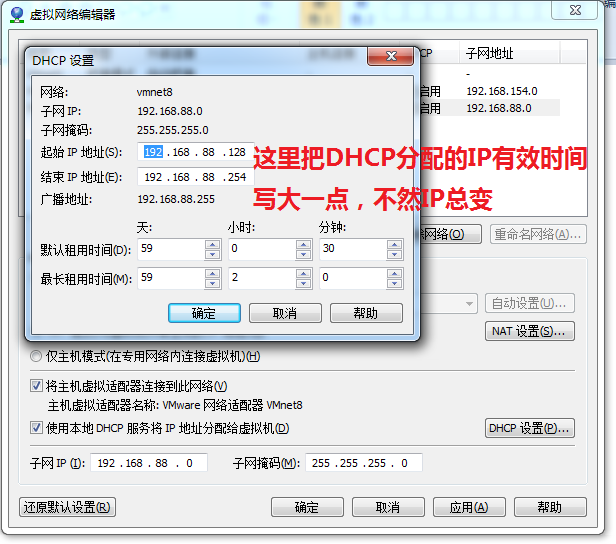 虚拟网络编辑器
DHCP 设置
CP
子网地址
-
启用
192.168.154.0
启用
192.168.88.0
网络:
vmnet8
子网 IP:
192.168.88.0
子网掩码:
255.255.255.0
起始 IP 地址(S):
192 .168 . 88 .128
结束 IP 地址(E):
192 .168 . 88 .254
广播地址:
192.168.88.255
这里把DHCP分配的IP有效时间
写大一点，不然IP总变
天:
小时:
分钟:
默认租用时间(D):
59
0
30
最长租用时间(M):
59
2
0
确定
取消
帮助
网络(O)
重命名网络(A)...
自动设置(U)...
NAT 设置(S)...
仅主机模式(在专用网络内连接虚拟机)(H)
将主机虚拟适配器连接到此网络(V)
主机虚拟适配器名称: VMware 网络适配器 VMnet8
使用本地 DHCP 服务将 IP 地址分配给虚拟机(D)
DHCP 设置(P)...
子网 IP (I):
192 .168 . 88 . 0
子网掩码(M):
255 .255 .255 . 0
还原默认设置(R)
确定
取消
应用(A)
帮助